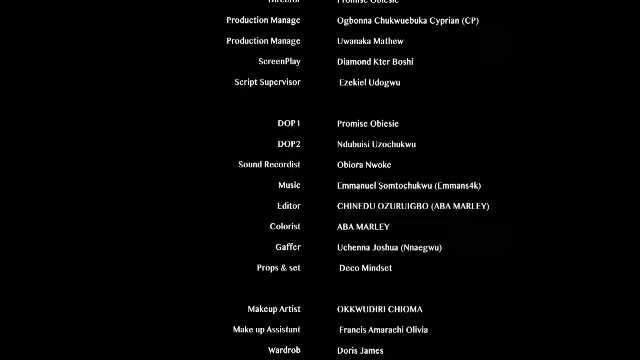 Director Promise Obiesie
Production Manage Ogbonna Chukwuebuka Cyprian (CP)
Production Manage Uwanaka Mathew
ScreenPlay Diamond Kter Boshi
Script Supervisor Ezekiel Udogwu
DOP1 Promise Obiesie
DOP2 Ndubuisi Uzochukwu
Sound Recordist Obiora Nwoke
Music Emmanuel Somtochukwu (Emmans4k)
Editor CHINEDU OZURUIGBO (ABA MARLEY)
Colorist ABA MARLEY
Gaffer Uchenna Joshua (Nnaegwu)
Props & set Deco Mindset
Makeup Artist OKKWUDIRI CHIOMA
Make up Assistant Francis Amarachi Olivia
Wardrob Doris James